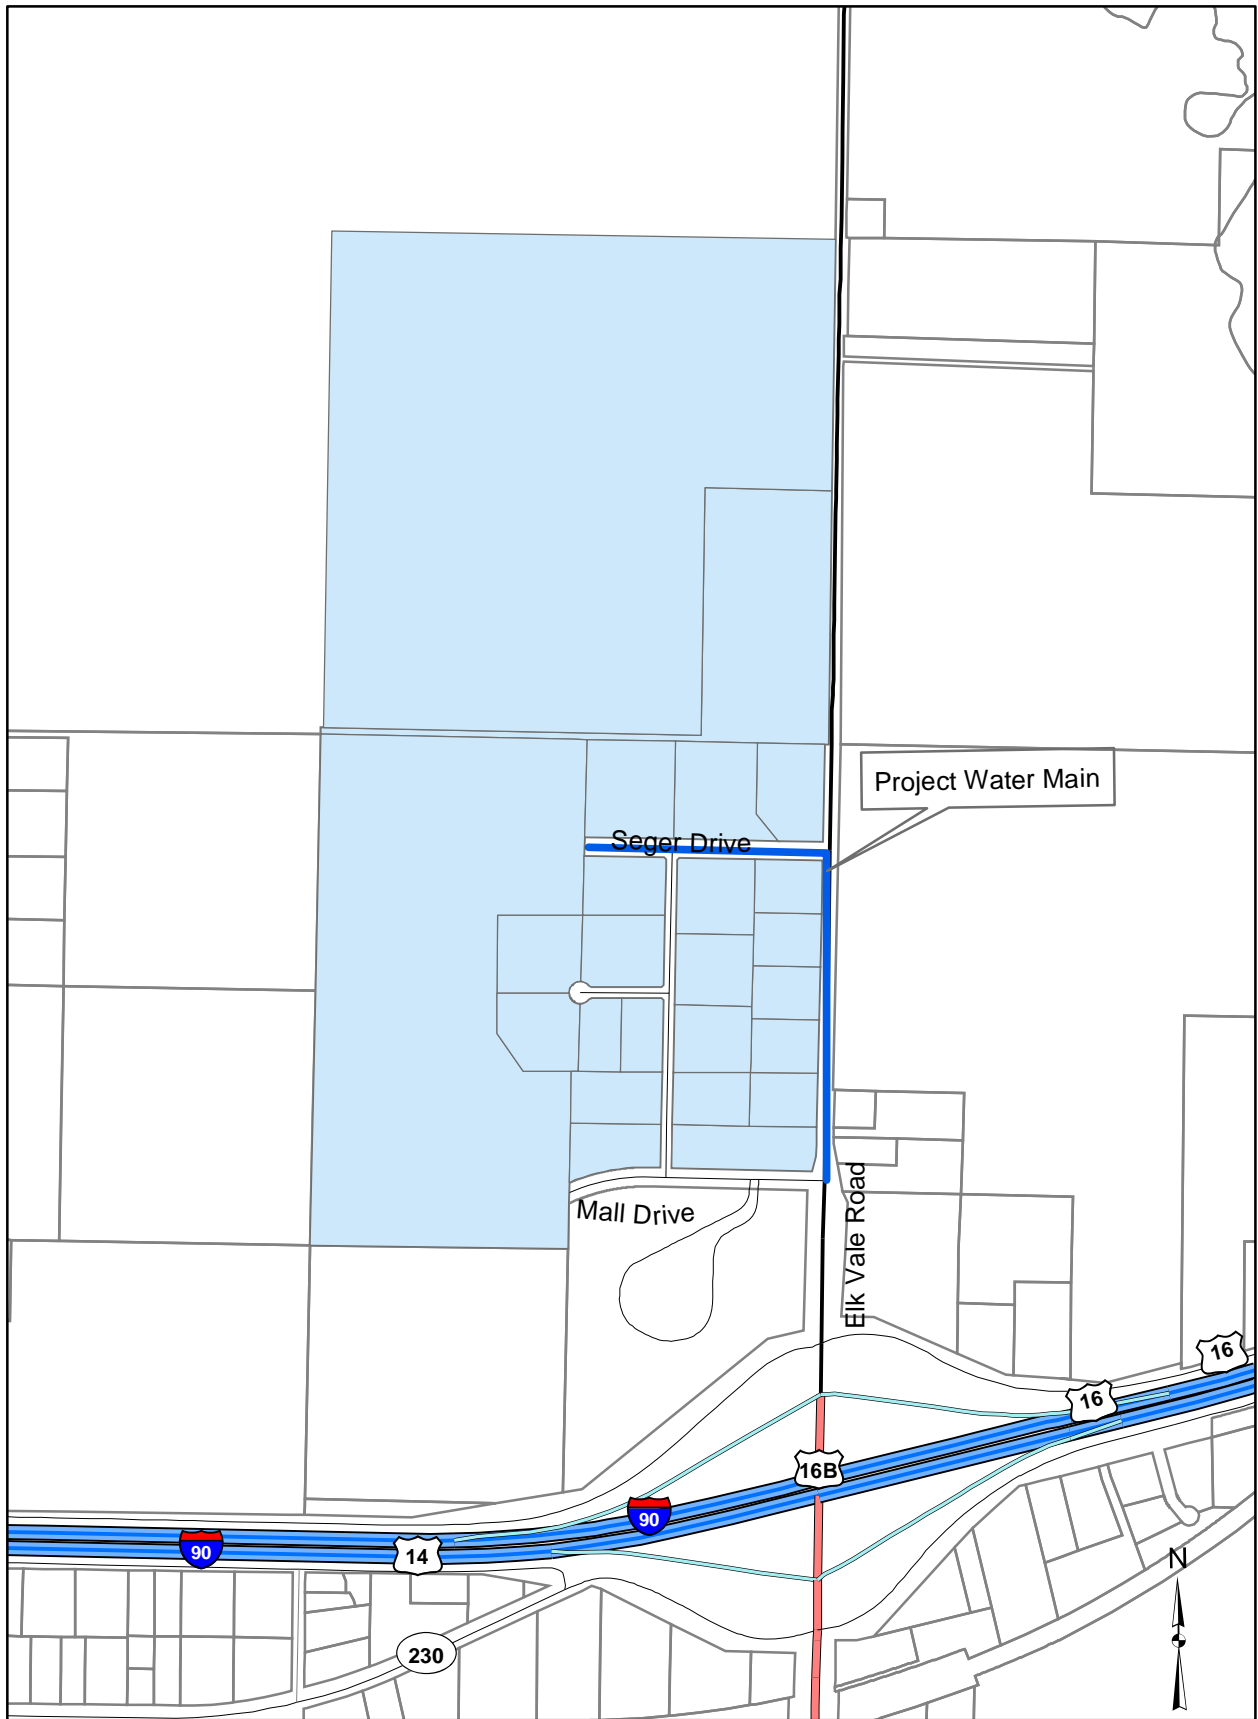 Project Water Main
Seger Drive
Mall Drive
Elk Vale Road
16
16
16B
90
90
14
N
230